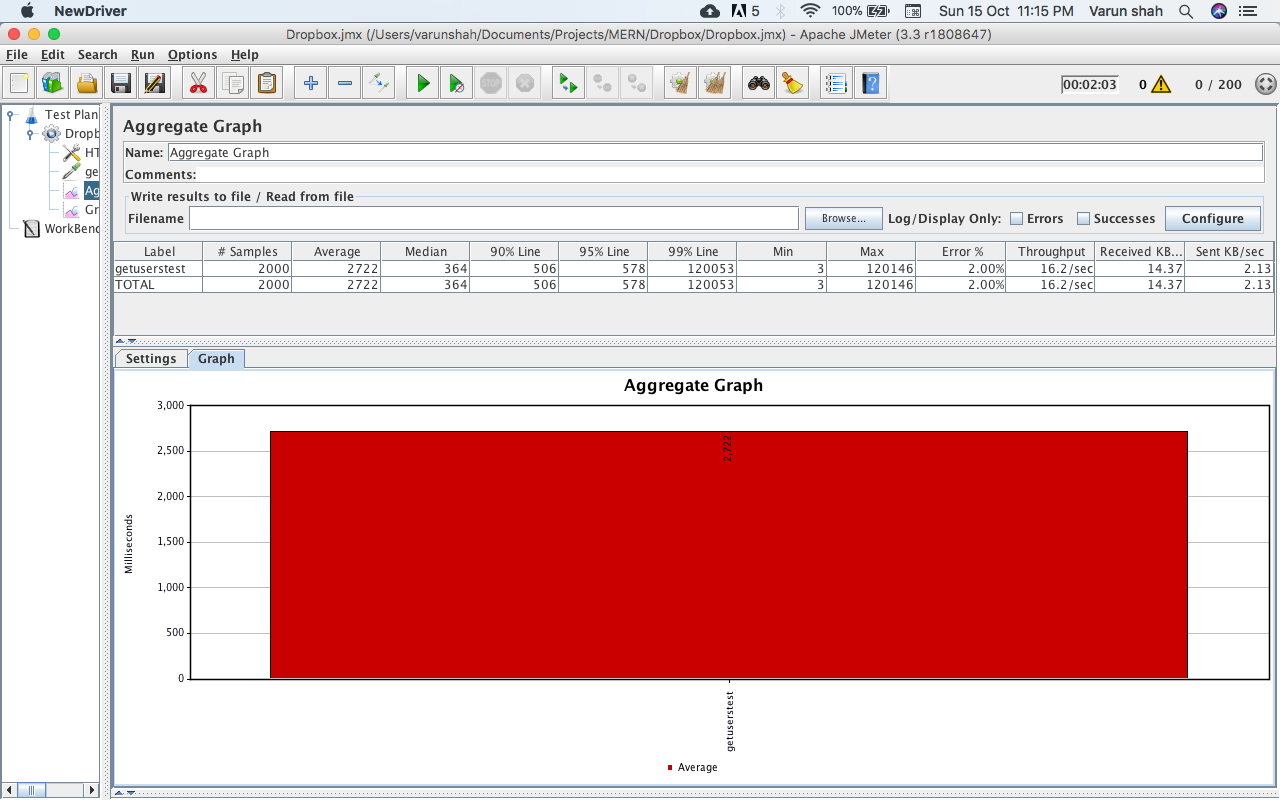 NewDriver 5 100% Sun 15 Oct 11:15 PM Varun shah
Dropbox.jmx (/Users/varunshah/Documents/Projects/MERN/Dropbox/Dropbox.jmx) - Apache JMeter (3.3 r1808647)
File Edit Search Run Options Help
STOP 00:02:03 0 0 / 200
Test Plan
Dropb
HT
ge
Ag
Gr
WorkBenc
Aggregate Graph
Name: Aggregate Graph
Comments:
Write results to file / Read from file
Filename Browse... Log/Display Only: Errors Successes Configure
Label # Samples Average Median 90% Line 95% Line 99% Line Min Max Error % Throughput Received KB... Sent KB/sec
getuserstest 2000 2722 364 506 578 120053 3 120146 2.00% 16.2/sec 14.37 2.13
TOTAL 2000 2722 364 506 578 120053 3 120146 2.00% 16.2/sec 14.37 2.13
Settings Graph
Aggregate Graph
3,000
2,500
2,000
1,500
1,000
500
0
Milliseconds
2,722
getuserstest
Average